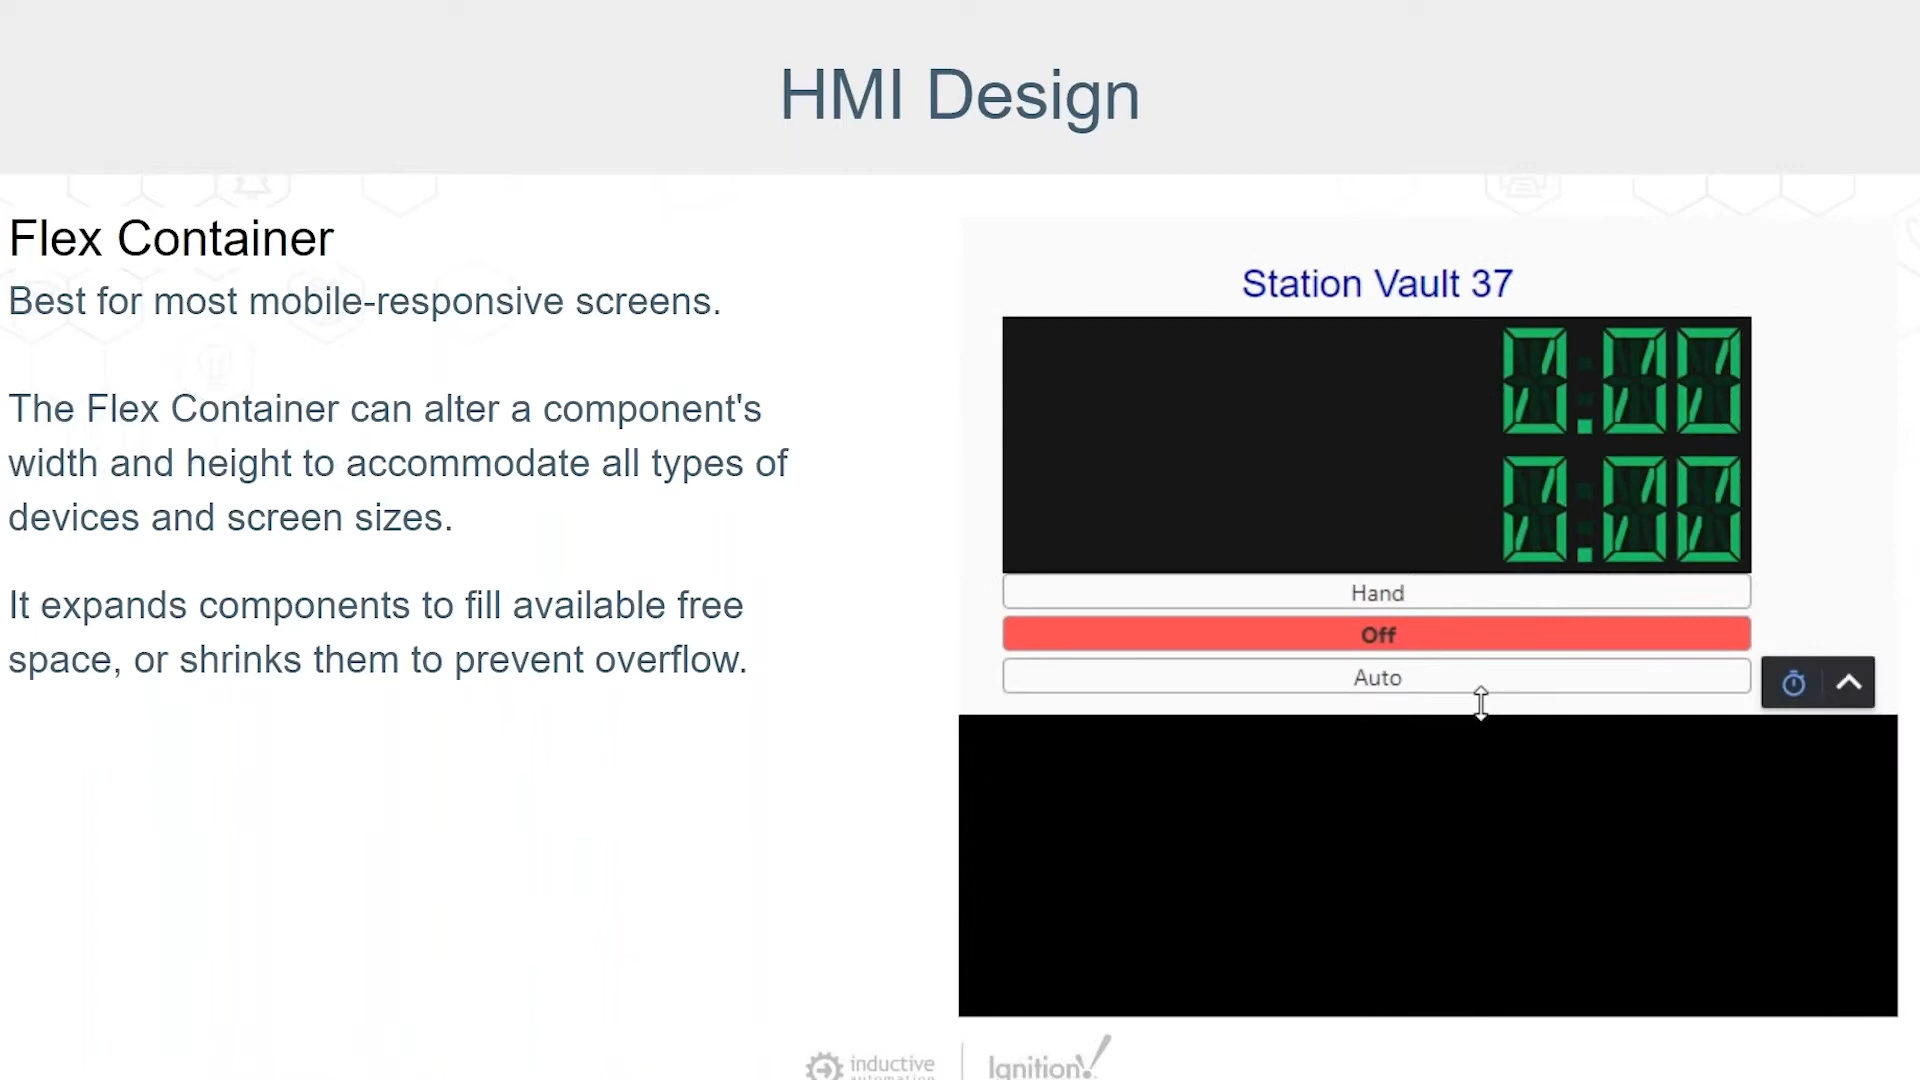 HMI Design
Flex Container
Best for most mobile-responsive screens.
The Flex Container can alter a component's
width and height to accommodate all types of
devices and screen sizes.
It expands components to fill available free
space, or shrinks them to prevent overflow.
Station Vault 37
0.00
0.00
Hand
Off
Auto
inductive
automation
Ignition!